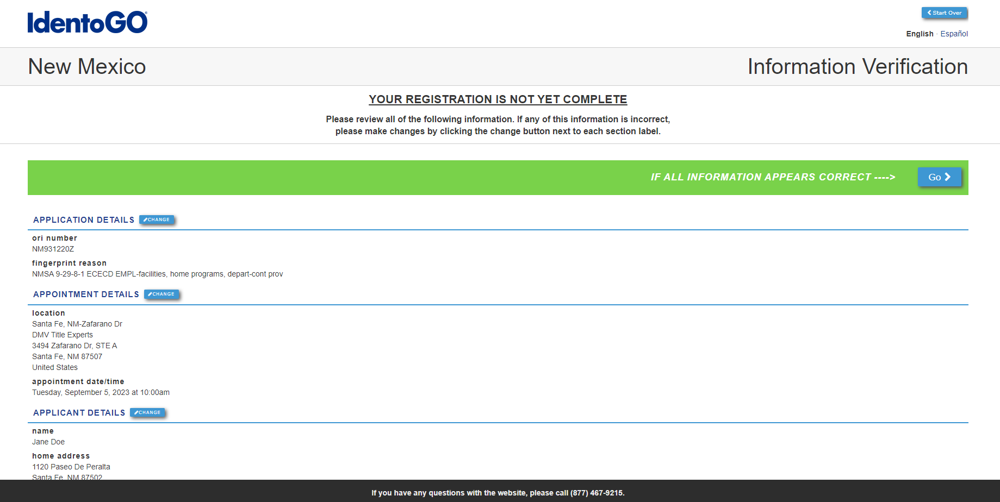 IdentoGO®
Start Over
English · Español
New Mexico
Information Verification
YOUR REGISTRATION IS NOT YET COMPLETE
Please review all of the following information. If any of this information is incorrect,
please make changes by clicking the change button next to each section label.
IF ALL INFORMATION APPEARS CORRECT ---->
Go
APPLICATION DETAILS
CHANGE
ori number
NM931220Z
fingerprint reason
NMSA 9-29-8-1 ECECD EMPL-facilities, home programs, depart-cont prov
APPOINTMENT DETAILS
CHANGE
location
Santa Fe, NM-Zafarano Dr
DMV Title Experts
3494 Zafarano Dr, STE A
Santa Fe, NM 87507
United States
appointment date/time
Tuesday, September 5, 2023 at 10:00am
APPLICANT DETAILS
CHANGE
name
Jane Doe
home address
1120 Paseo De Peralta
Santa Fe, NM 87502
If you have any questions with the website, please call (877) 467-9215.